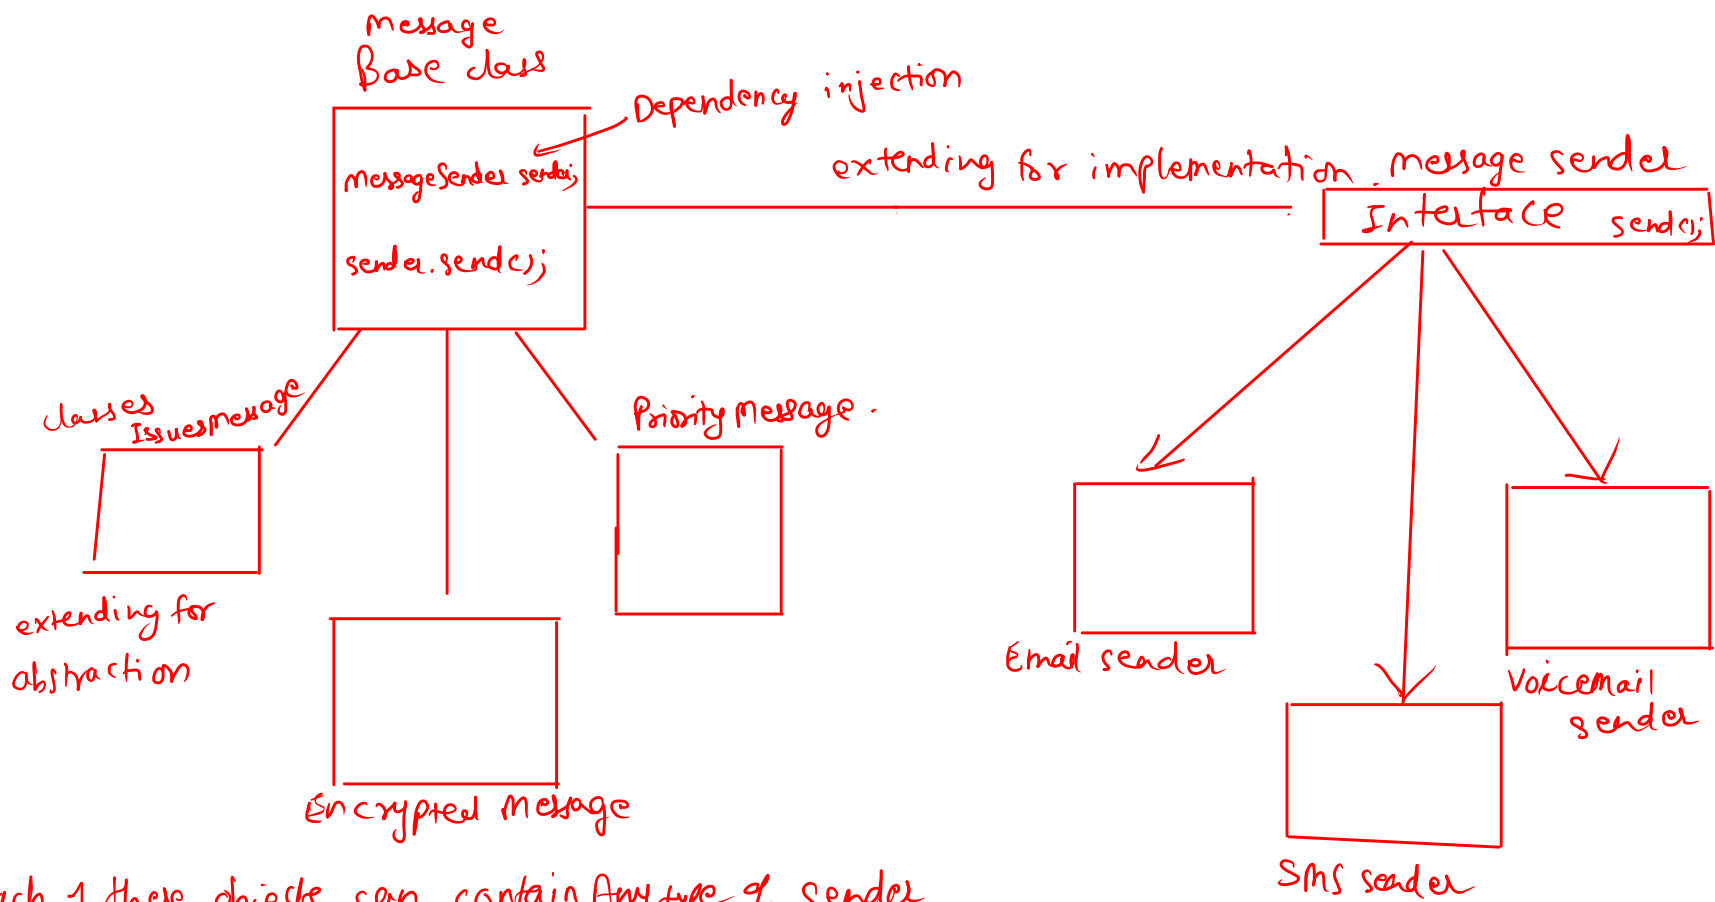 Message
Base class
Dependency injection
messageSender sender;
sender.send();
extending for implementation.
message sender
Interface send();
classes
IssuesMessage
Priority Message.
extending for
abstraction
Encrypted Message
Email sender
Voicemail
sender
SMS sender
these objects can contain Any type of sender